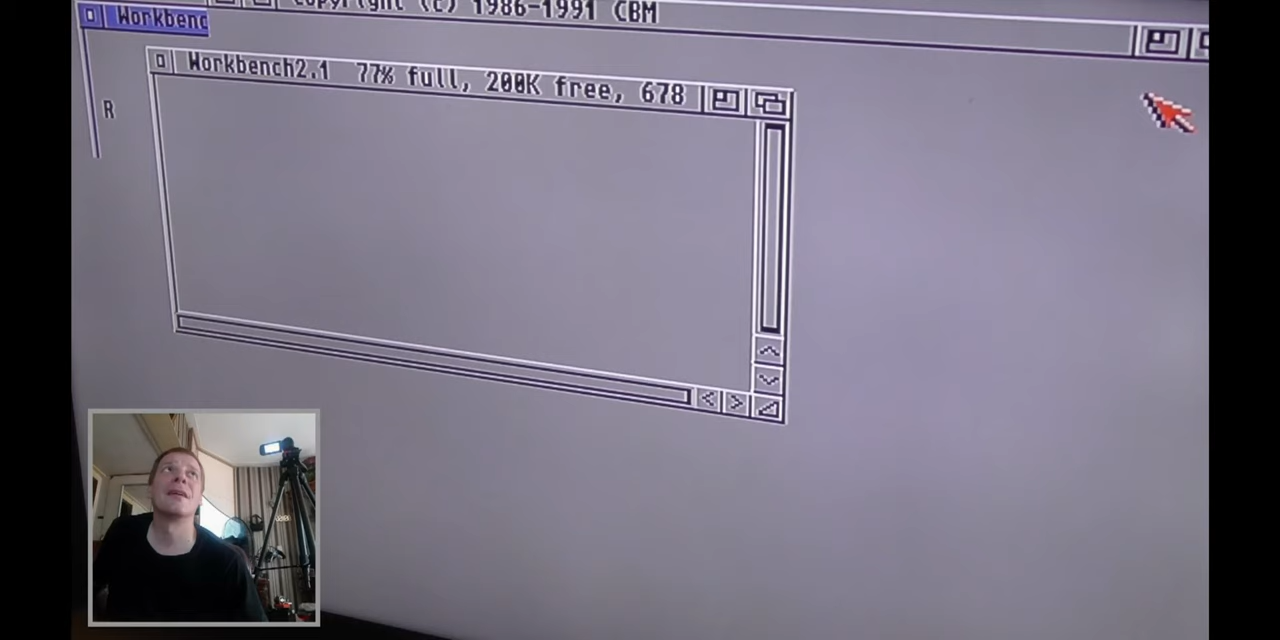 Copyright (c) 1986-1991 CBM
Workbenc
Workbench2.1 77% full, 200K free, 678
R